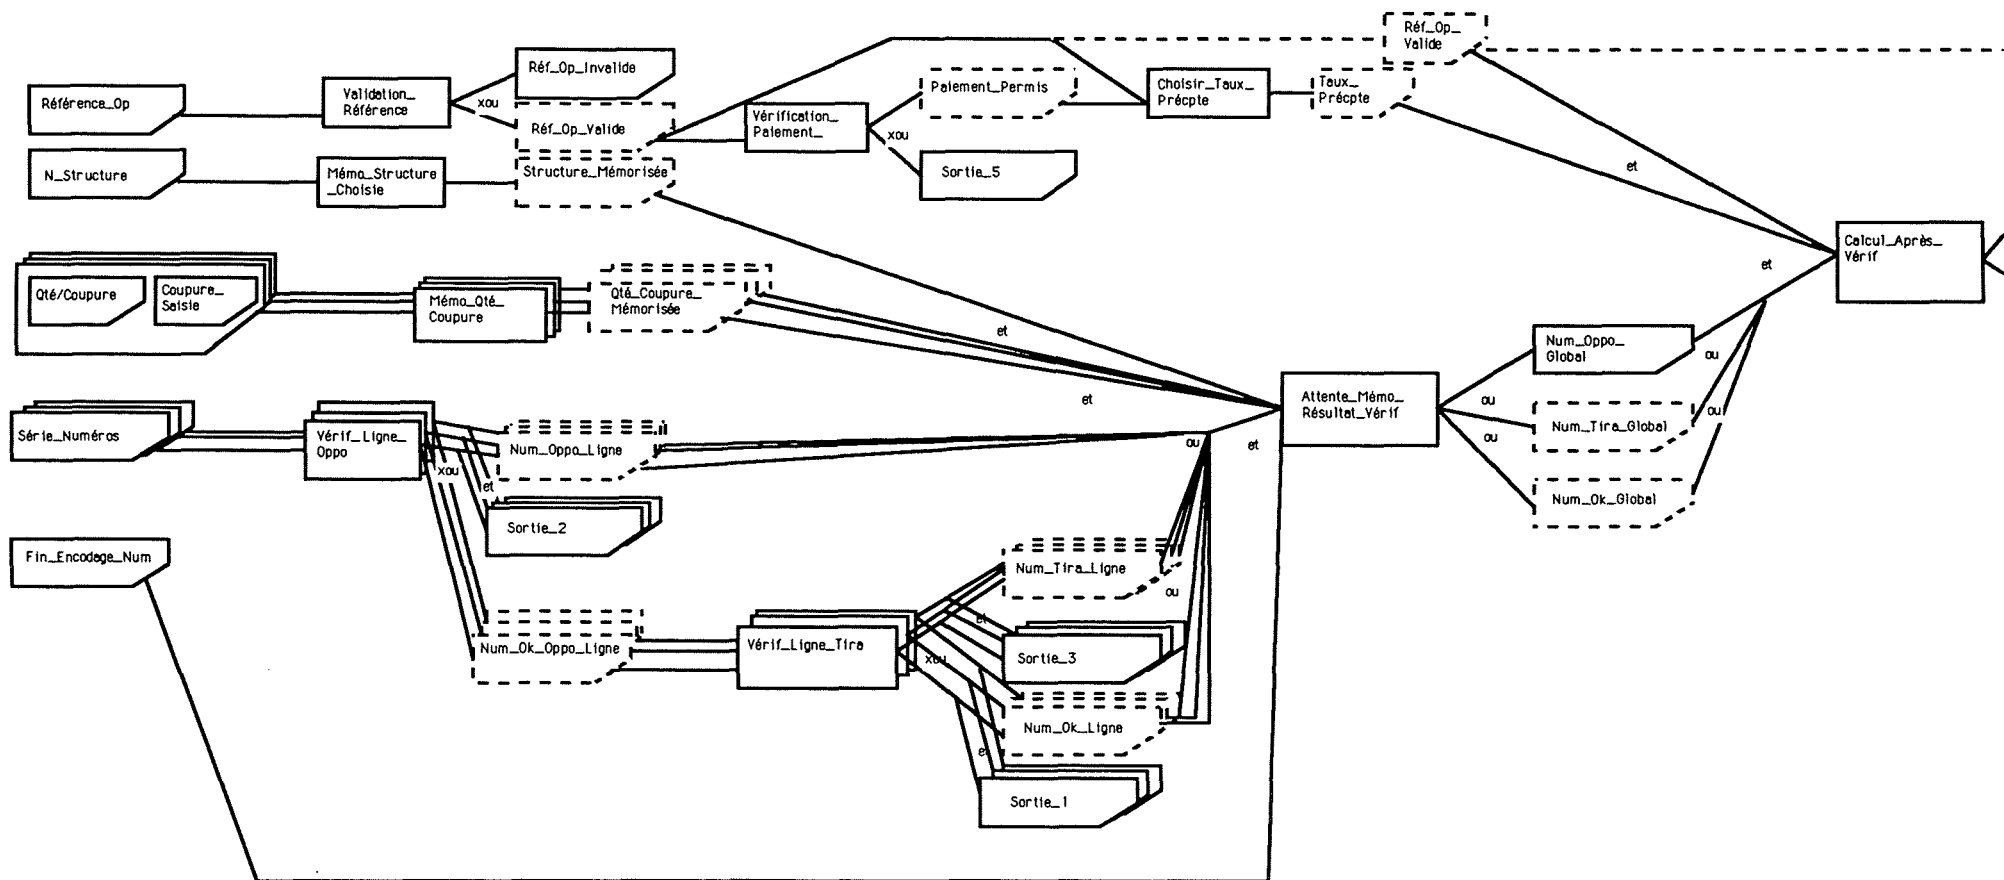 Réf_Op_
Valide
Réf_Op_Invalide
Référence_Op
Validation_
Référence
xou
Réf_Op_Valide
Vérification_
Paiement_
xou
Paiement_Permis
Choisir_Taux_
Précpte
Taux_
Précpte
N_Structure
Mémo_Structure
_Choisie
Structure_Mémorisée
Sortie_5
et
Calcul_Après_
Vérif
et
Qté/Coupure
Coupure_
Saisie
Mémo_Qté_
Coupure
Qté_Coupure_
Mémorisée
et
Num_Oppo_
Global
ou
et
Attente_Mémo_
Résultat_Vérif
ou
ou
ou
Num_Tira_Global
Série_Numéros
Vérif_Ligne_
Oppo
xou
et
Num_Oppo_Ligne
ou
et
Num_Ok_Global
Sortie_2
Fin_Encodage_Num
Num_Tira_Ligne
ou
et
Num_Ok_Oppo_Ligne
Vérif_Ligne_Tira
xou
Sortie_3
Num_Ok_Ligne
et
Sortie_1